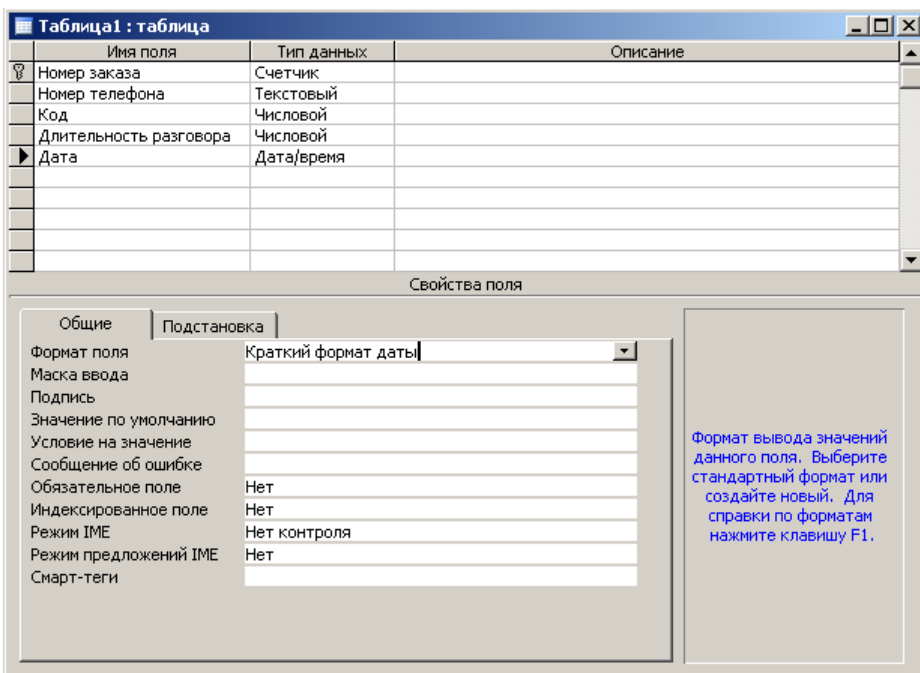 Таблица1 : таблица
Имя поля Тип данных Описание
Номер заказа Счетчик
Номер телефона Текстовый
Код Числовой
Длительность разговора Числовой
Дата Дата/время
Свойства поля
Общие Подстановка
Формат поля Краткий формат даты
Маска ввода
Подпись
Значение по умолчанию
Условие на значение
Сообщение об ошибке
Обязательное поле Нет
Индексированное поле Нет
Режим IME Нет контроля
Режим предложений IME Нет
Смарт-теги
Формат вывода значений
данного поля. Выберите
стандартный формат или
создайте новый. Для
справки по форматам
нажмите клавишу F1.